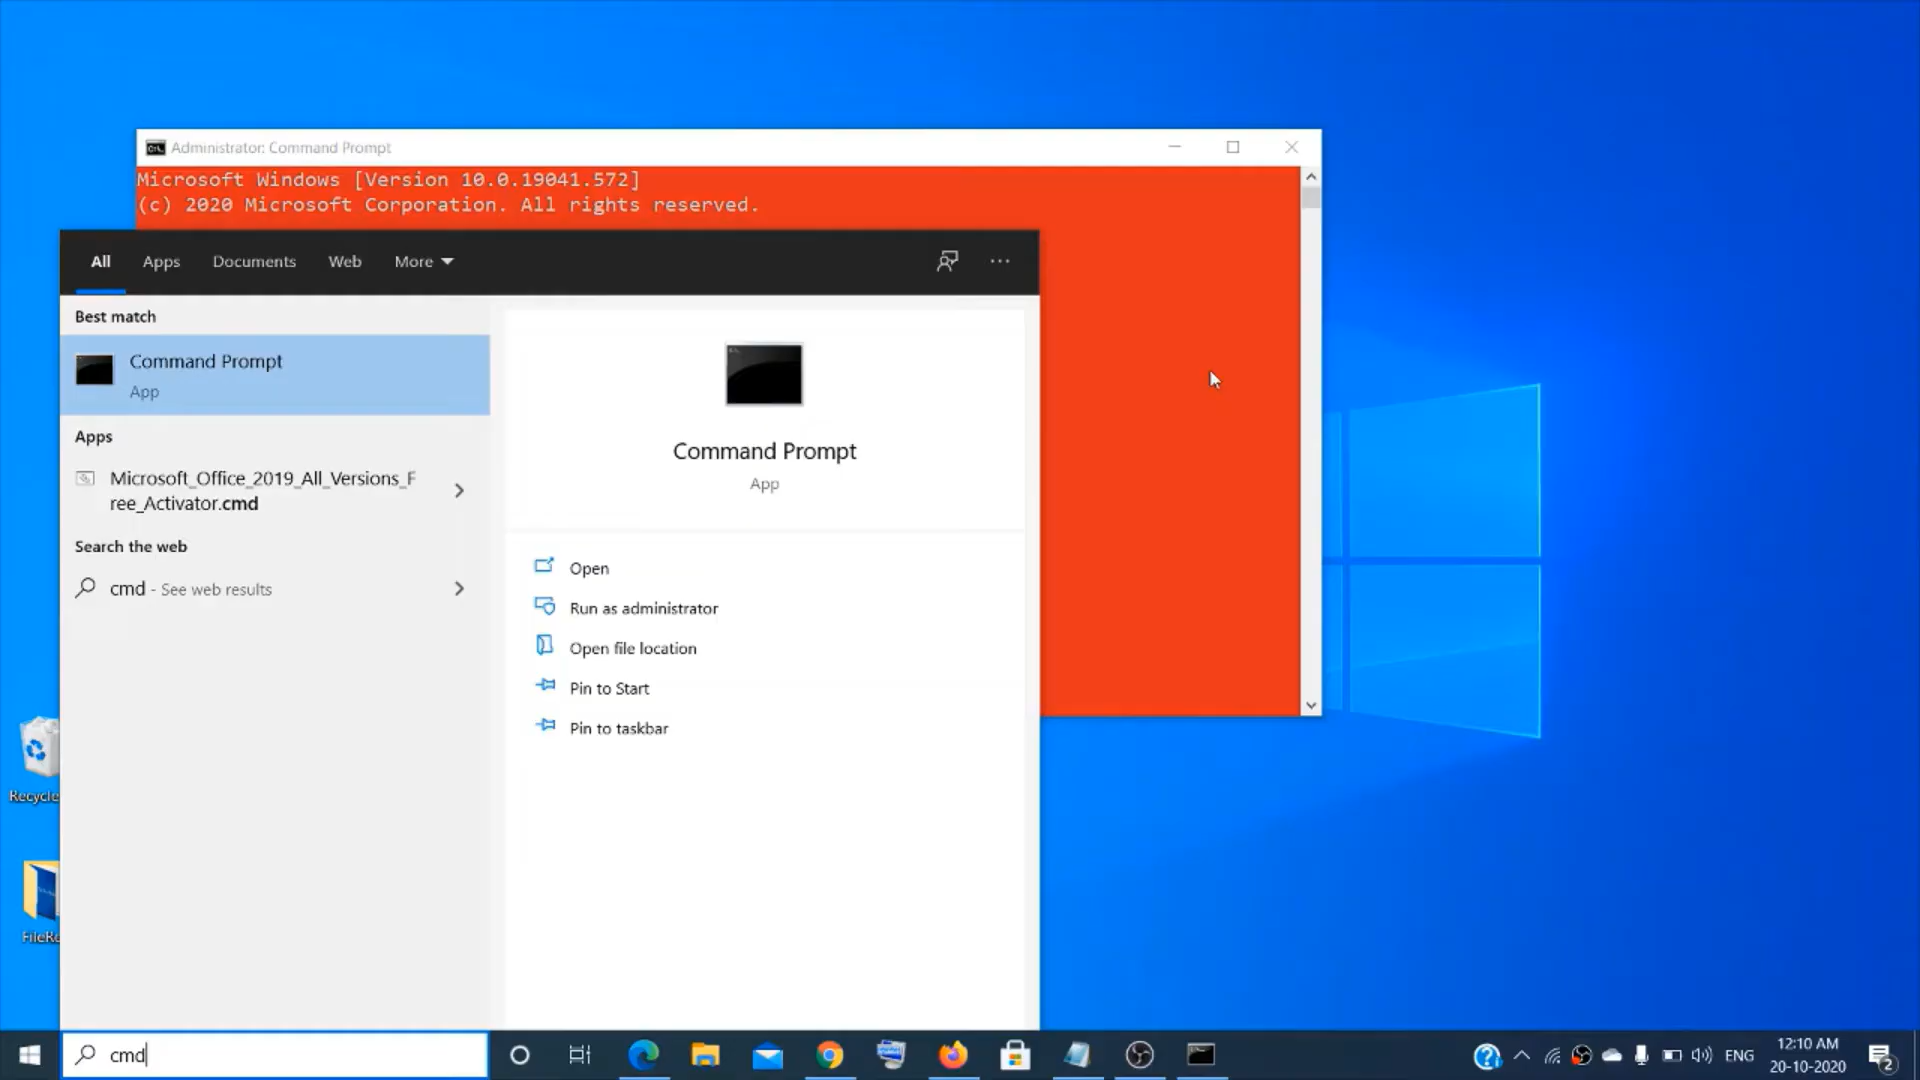 Administrator: Command Prompt
Microsoft Windows [Version 10.0.19041.572]
(c) 2020 Microsoft Corporation. All rights reserved.
All Apps Documents Web More
Best match
Command Prompt
App
Apps
Microsoft_Office_2019_All_Versions_F
ree_Activator.cmd
Search the web
cmd - See web results
Command Prompt
App
Open
Run as administrator
Open file location
Pin to Start
Pin to taskbar
Recycle
FileRe
cmd
ENG
12:10 AM
20-10-2020
2